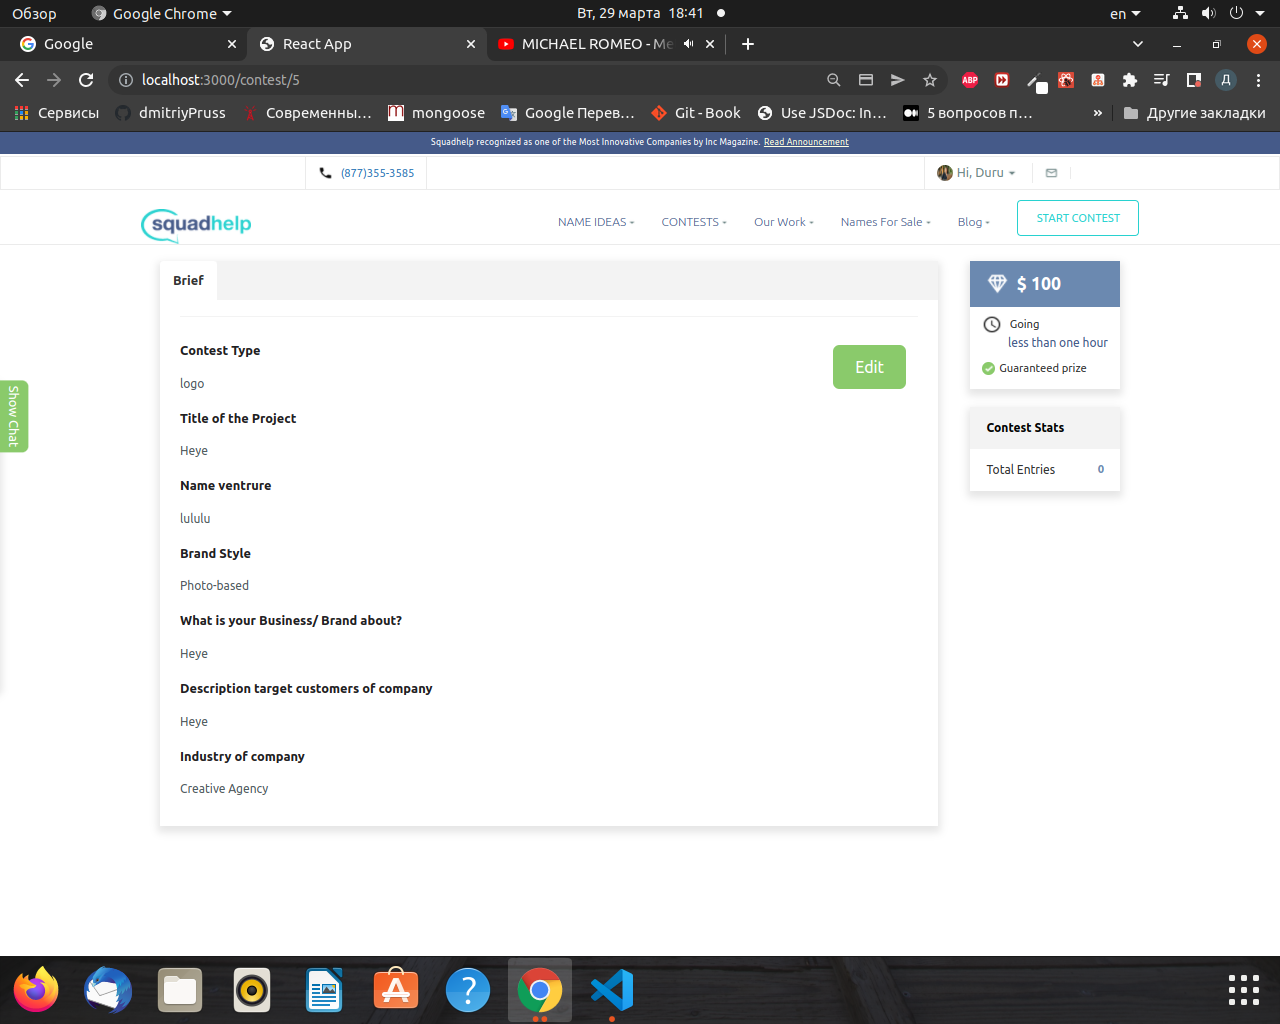 Обзор
Google Chrome
Вт, 29 марта 18:41
en
Google
React App
MICHAEL ROMEO - Me
localhost:3000/contest/5
ABP
Д
Сервисы
dmitriyPruss
Современны…
mongoose
Google Перев…
Git - Book
Use JSDoc: In…
5 вопросов п…
»
Другие закладки
Squadhelp recognized as one of the Most Innovative Companies by Inc Magazine. Read Announcement
(877)355-3585
Hi, Duru
squadhelp
NAME IDEAS
CONTESTS
Our Work
Names For Sale
Blog
START CONTEST
Brief
$ 100
Going
less than one hour
Guaranteed prize
Contest Type
Edit
logo
Show Chat
Title of the Project
Heye
Contest Stats
Total Entries 0
Name ventrure
lululu
Brand Style
Photo-based
What is your Business/ Brand about?
Heye
Description target customers of company
Heye
Industry of company
Creative Agency